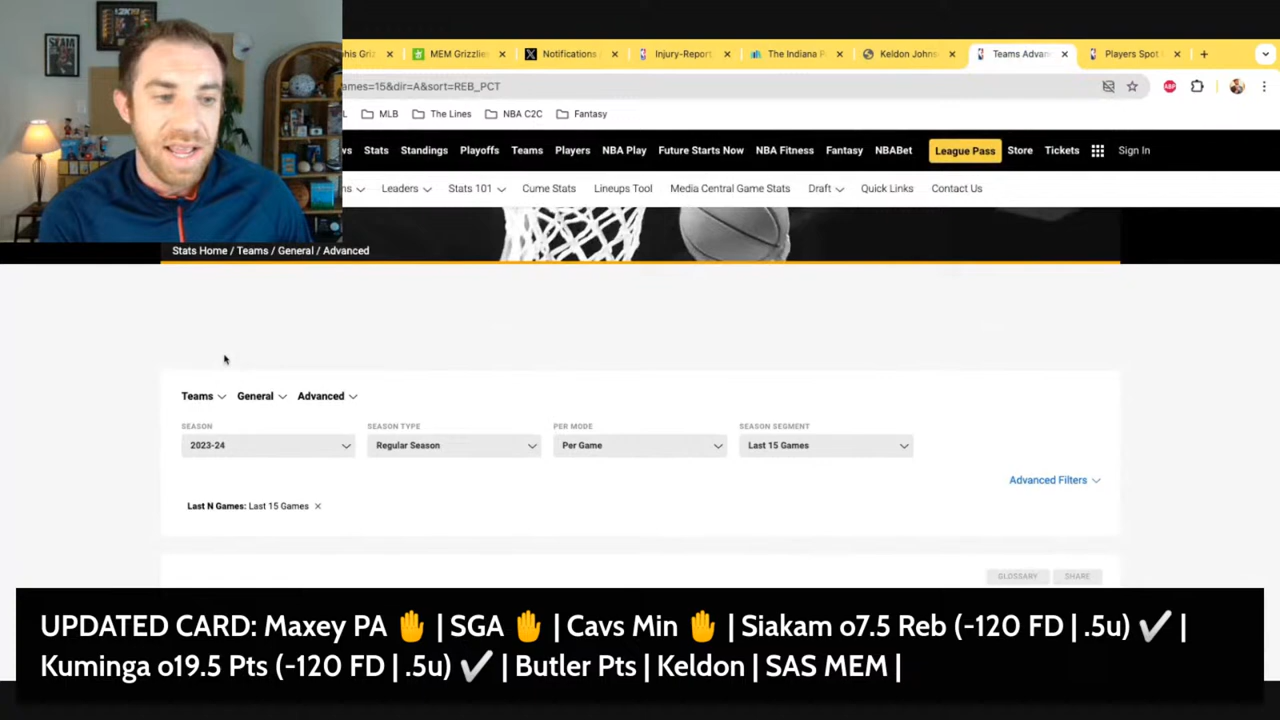 his Griz
MEM Grizzlies
Notifications
Injury-Report
The Indiana P
Keldon Johns
Teams Advan
Players Spot
ames=15&dir=A&sort=REB_PCT
L
MLB
The Lines
NBA C2C
Fantasy
ws Stats Standings Playoffs Teams Players NBA Play Future Starts Now NBA Fitness Fantasy NBABet League Pass Store Tickets Sign In
ns Leaders Stats 101 Cume Stats Lineups Tool Media Central Game Stats Draft Quick Links Contact Us
Stats Home / Teams / General / Advanced
Teams General Advanced
SEASON SEASON TYPE PER MODE SEASON SEGMENT
2023-24 Regular Season Per Game Last 15 Games
Advanced Filters
Last N Games: Last 15 Games ×
GLOSSARY SHARE
UPDATED CARD: Maxey PA 🤚 | SGA 🤚 | Cavs Min 🤚 | Siakam o7.5 Reb (-120 FD | .5u) ✔ |
Kuminga o19.5 Pts (-120 FD | .5u) ✔ | Butler Pts | Keldon | SAS MEM |